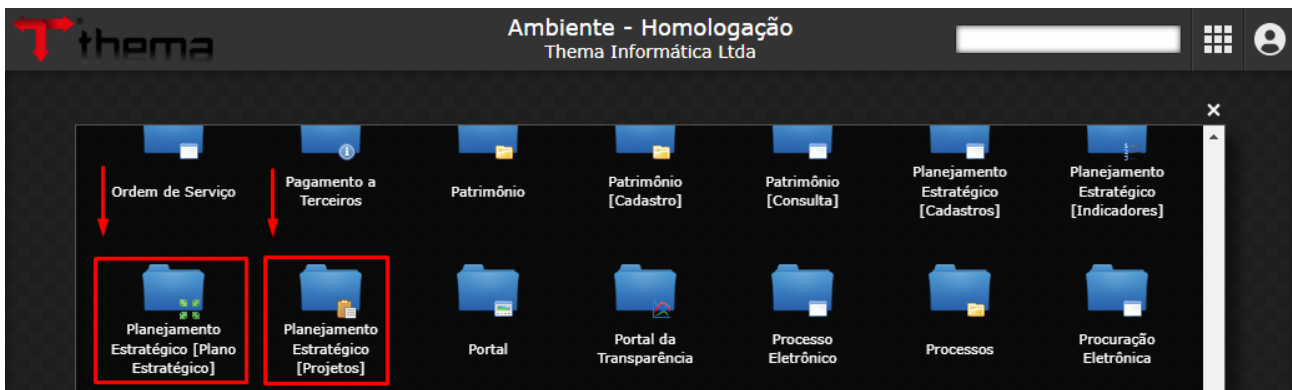 thema
Ambiente - Homologação
Thema Informática Ltda
Ordem de Serviço
Pagamento a
Terceiros
Patrimônio
Patrimônio
[Cadastro]
Patrimônio
[Consulta]
Planejamento
Estratégico
[Cadastros]
Planejamento
Estratégico
[Indicadores]
Planejamento
Estratégico [Plano
Estratégico]
Planejamento
Estratégico
[Projetos]
Portal
Portal da
Transparência
Processo
Eletrônico
Processos
Procuração
Eletrônica